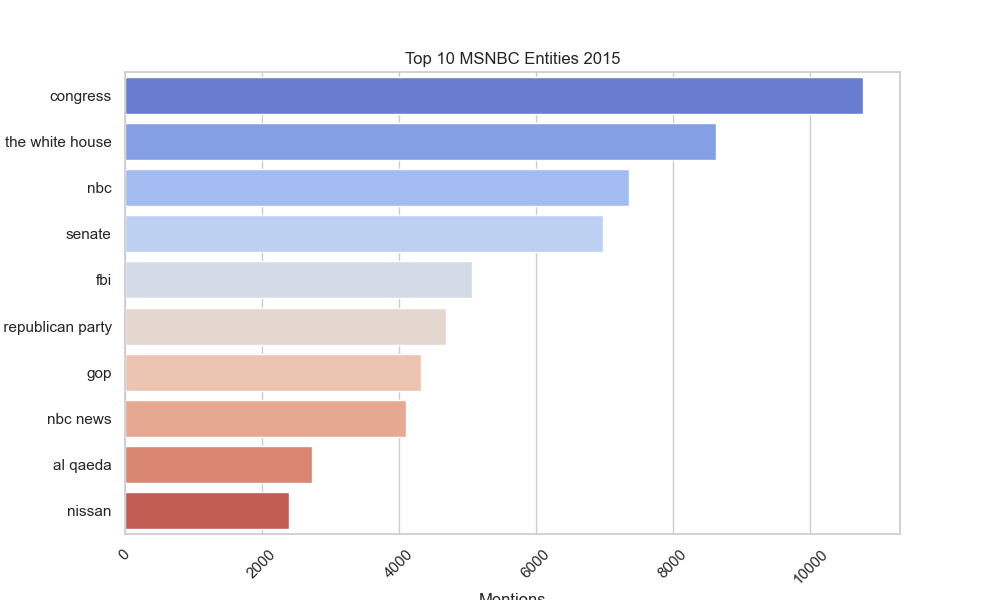 Top 10 MSNBC Entities 2015
congress
the white house
nbc
senate
fbi
republican party
gop
nbc news
al qaeda
nissan
0
2000
4000
6000
8000
10000
Mentions